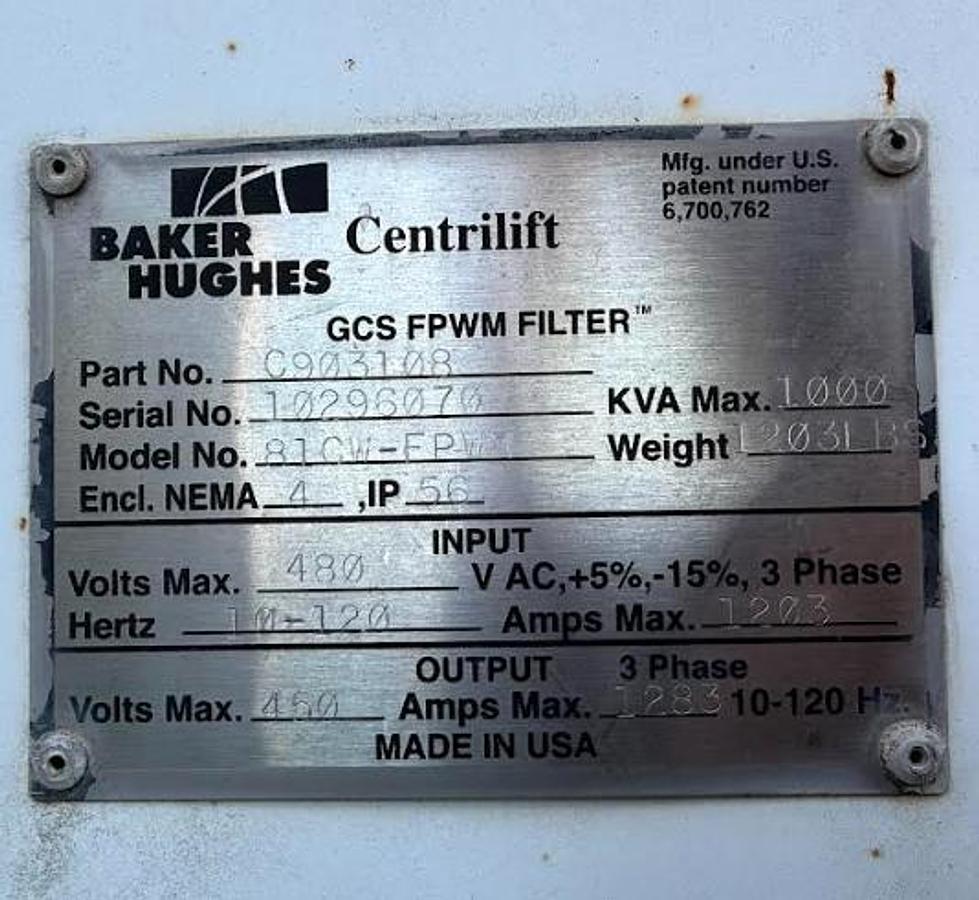 Mfg. under U.S.
patent number
6,700,762
BAKER
HUGHES
Centrilift
GCS FPWM FILTER™
Part No. C903108
Serial No. 10296070
KVA Max. 1000
Model No. 81CW-FPW
Weight 1203LBS
Encl. NEMA 4 ,IP 56
INPUT
Volts Max. 480 V AC,+5%,-15%, 3 Phase
Hertz 10-120 Amps Max. 1203
OUTPUT 3 Phase
Volts Max. 460 Amps Max. 1283 10-120 Hz.
MADE IN USA